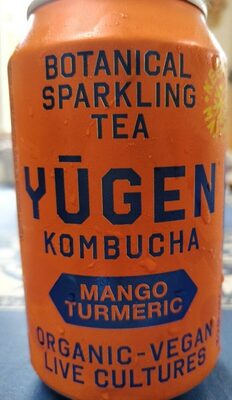 BOTANICAL
SPARKLING
TEA
YŪGEN
KOMBUCHA
MANGO
TURMERIC
ORGANIC-VEGAN
LIVE CULTURES